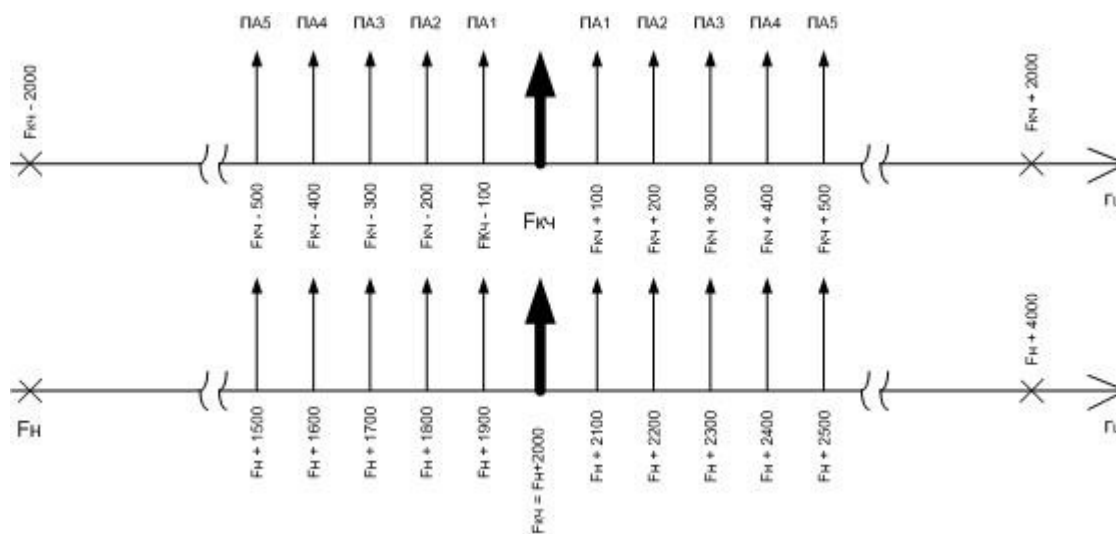 ПА5 ПА4 ПА3 ПА2 ПА1 ПА1 ПА2 ПА3 ПА4 ПА5
Fкч - 2000
Fкч + 2000
Fкч - 500
Fкч - 400
Fкч - 300
Fкч - 200
FКЧ - 100
Fкч
Fкч + 100
Fкч + 200
Fкч + 300
Fкч + 400
Fкч + 500
Fн + 4000
Fн
Fн + 1500
Fн + 1600
Fн + 1700
Fн + 1800
Fн + 1900
Fкч = Fн+2000
Fн + 2100
Fн + 2200
Fн + 2300
Fн + 2400
Fн + 2500